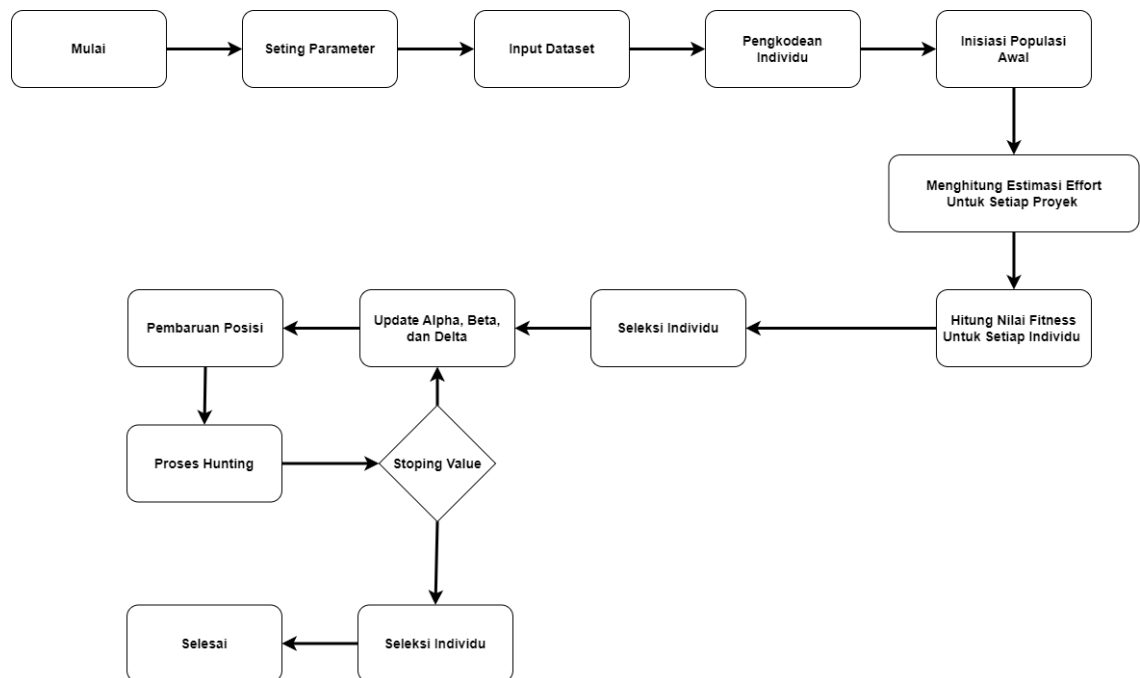 Mulai
Seting Parameter
Input Dataset
Pengkodean
Individu
Inisiasi Populasi
Awal
Menghitung Estimasi Effort
Untuk Setiap Proyek
Hitung Nilai Fitness
Untuk Setiap Individu
Seleksi Individu
Update Alpha, Beta,
dan Delta
Pembaruan Posisi
Proses Hunting
Stoping Value
Seleksi Individu
Selesai